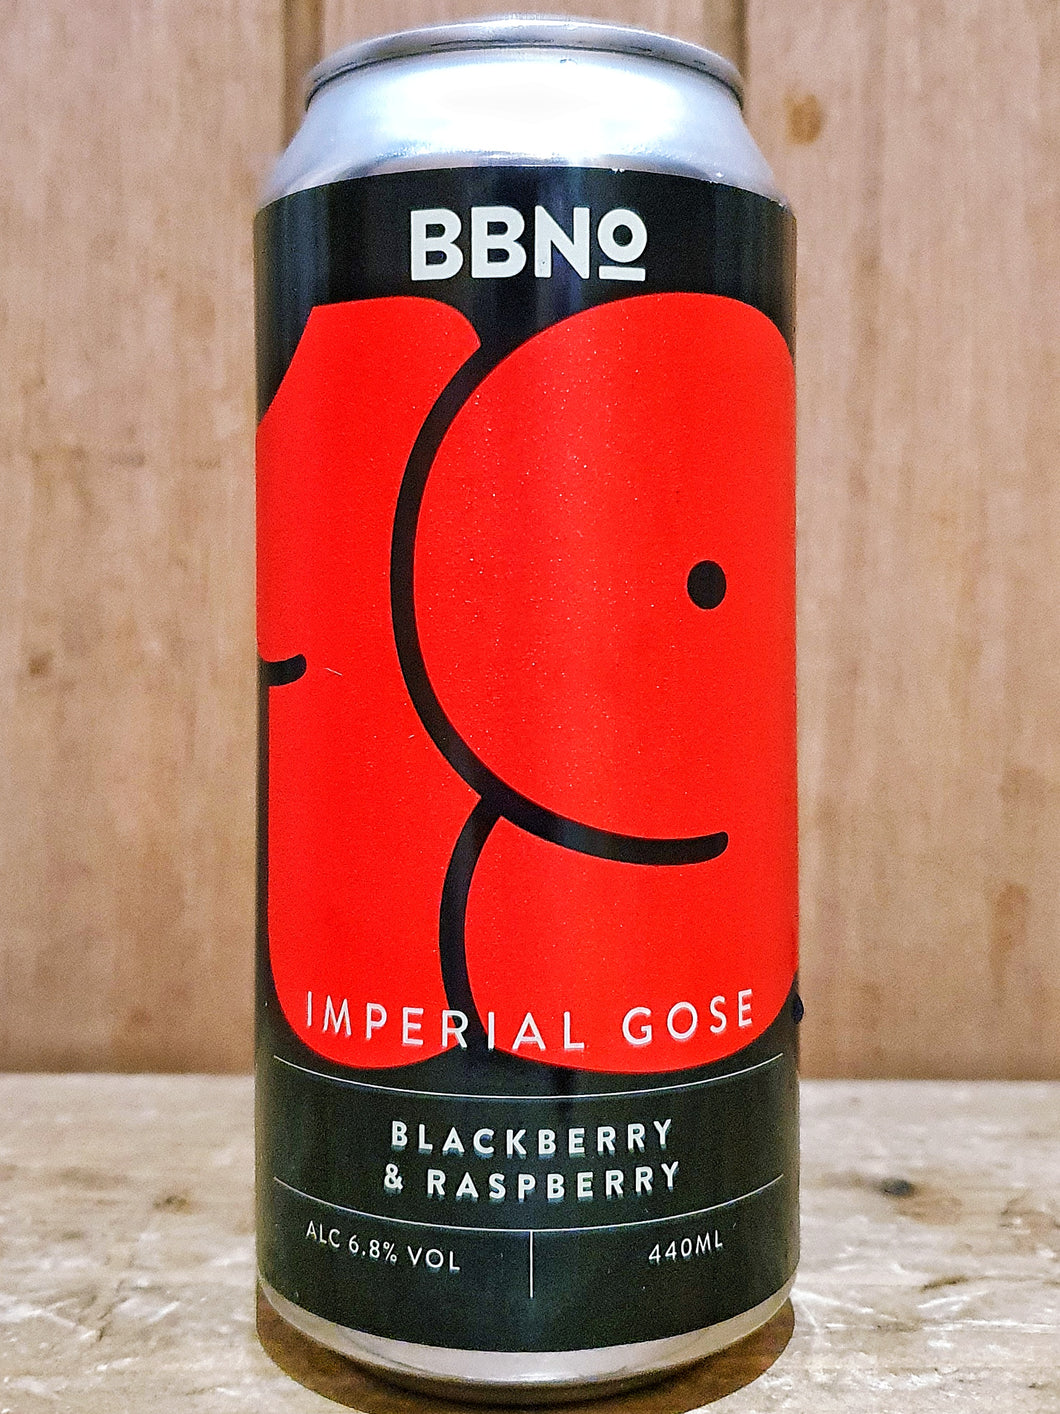 BBNo
IMPERIAL GOSE
BLACKBERRY
& RASPBERRY
ALC 6.8% VOL
440ML